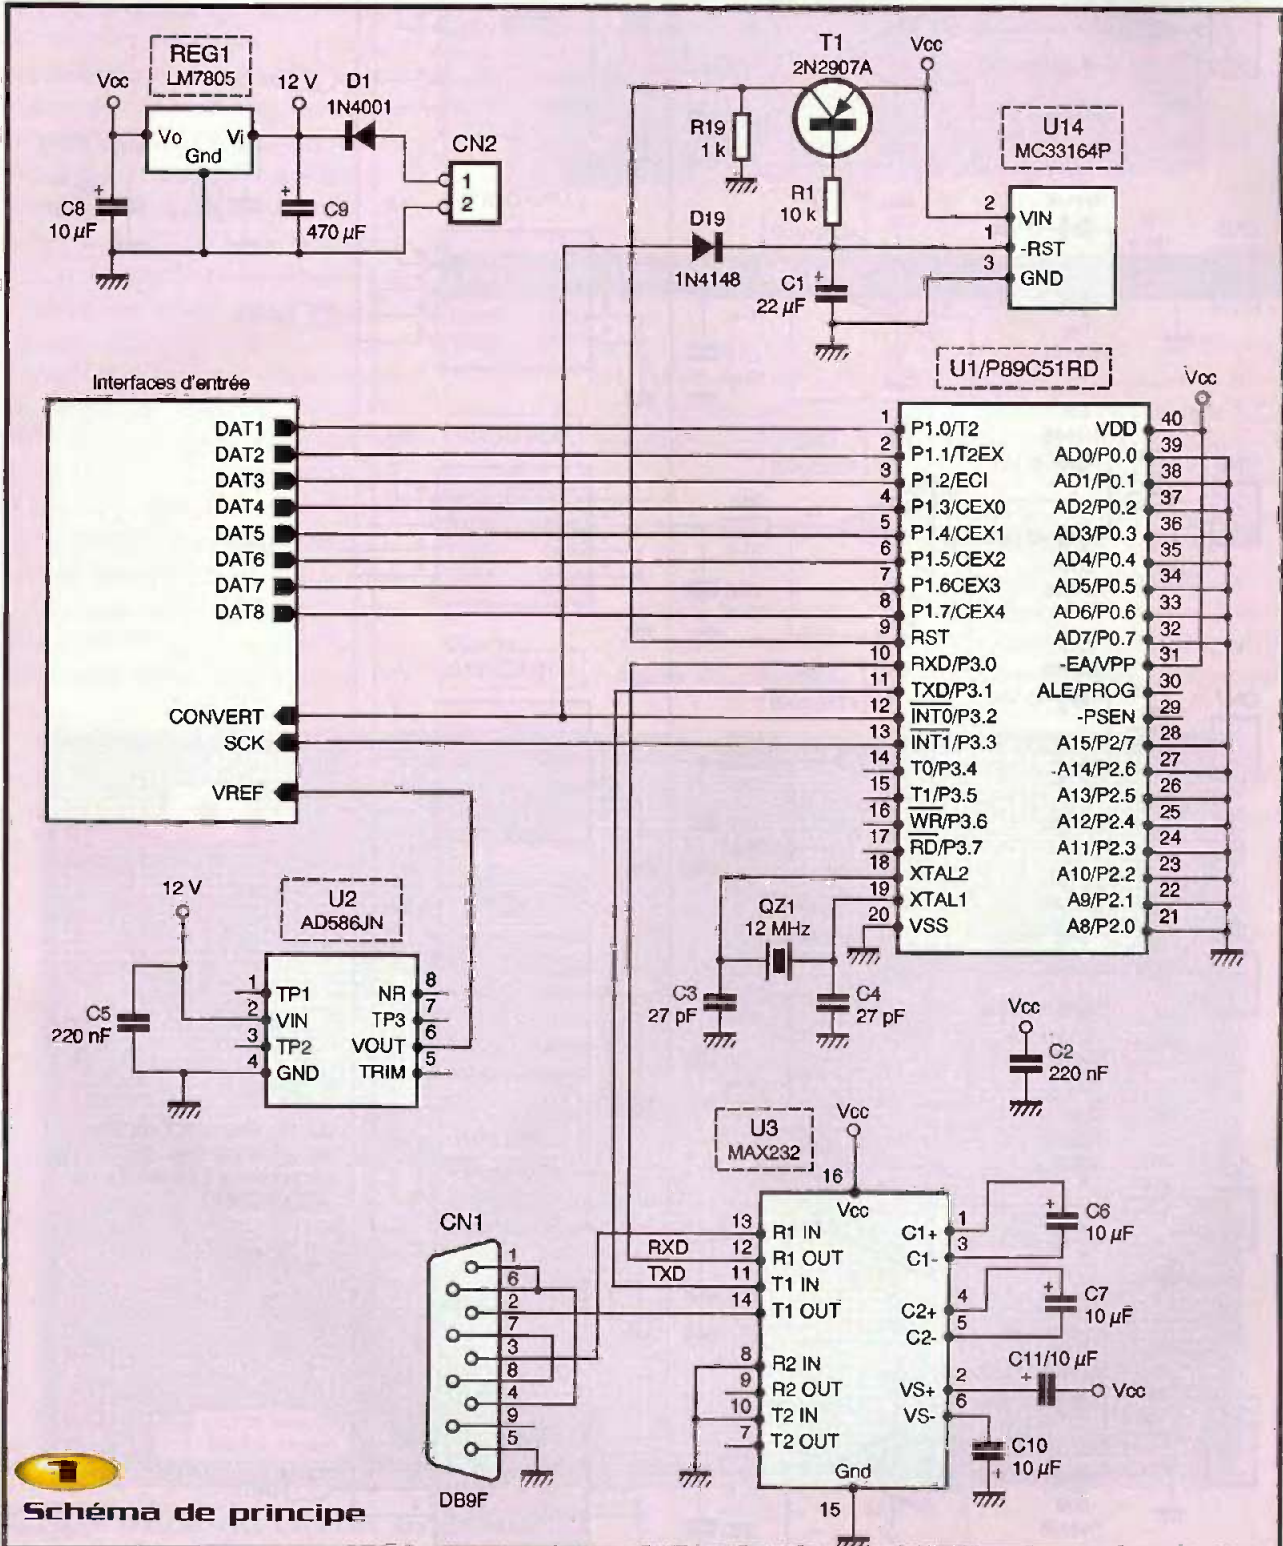 REG1
LM7805
Vcc
12 V
D1
1N4001
Vo
Vi
Gnd
CN2
1
2
+
C8
10 µF
+
C9
470 µF
T1
2N2907A
Vcc
R19
1 k
R1
10 k
U14
MC33164P
2
VIN
1
-RST
3
GND
D19
1N4148
+
C1
22 µF
Interfaces d'entrée
DAT1
DAT2
DAT3
DAT4
DAT5
DAT6
DAT7
DAT8
CONVERT
SCK
VREF
U1/P89C51RD
Vcc
1 P1.0/T2 VDD 40
2 P1.1/T2EX AD0/P0.0 39
3 P1.2/ECI AD1/P0.1 38
4 P1.3/CEX0 AD2/P0.2 37
5 P1.4/CEX1 AD3/P0.3 36
6 P1.5/CEX2 AD4/P0.4 35
7 P1.6CEX3 AD5/P0.5 34
8 P1.7/CEX4 AD6/P0.6 33
9 RST AD7/P0.7 32
10 RXD/P3.0 -EA/VPP 31
11 TXD/P3.1 ALE/PROG 30
12 INT0/P3.2 -PSEN 29
13 INT1/P3.3 A15/P2/7 28
14 T0/P3.4 A14/P2.6 27
15 T1/P3.5 A13/P2.5 26
16 WR/P3.6 A12/P2.4 25
17 RD/P3.7 A11/P2.3 24
18 XTAL2 A10/P2.2 23
19 XTAL1 A9/P2.1 22
20 VSS A8/P2.0 21
QZ1
12 MHz
C3
27 pF
C4
27 pF
12 V
U2
AD586JN
C5
220 nF
1 TP1 NR 8
2 VIN TP3 7
3 TP2 VOUT 6
4 GND TRIM 5
Vcc
C2
220 nF
U3
MAX232
Vcc
16
Vcc
13 R1 IN C1+ 1
RXD 12 R1 OUT C1- 3
TXD 11 T1 IN
14 T1 OUT C2+ 4
C2- 5
8 R2 IN
9 R2 OUT VS+ 2
10 T2 IN VS- 6
7 T2 OUT
Gnd
15
+
C6
10 µF
+
C7
10 µF
C11/10 µF
+
Vcc
C10
10 µF
+
CN1
1
6
2
7
3
8
4
9
5
DB9F
1
Schéma de principe